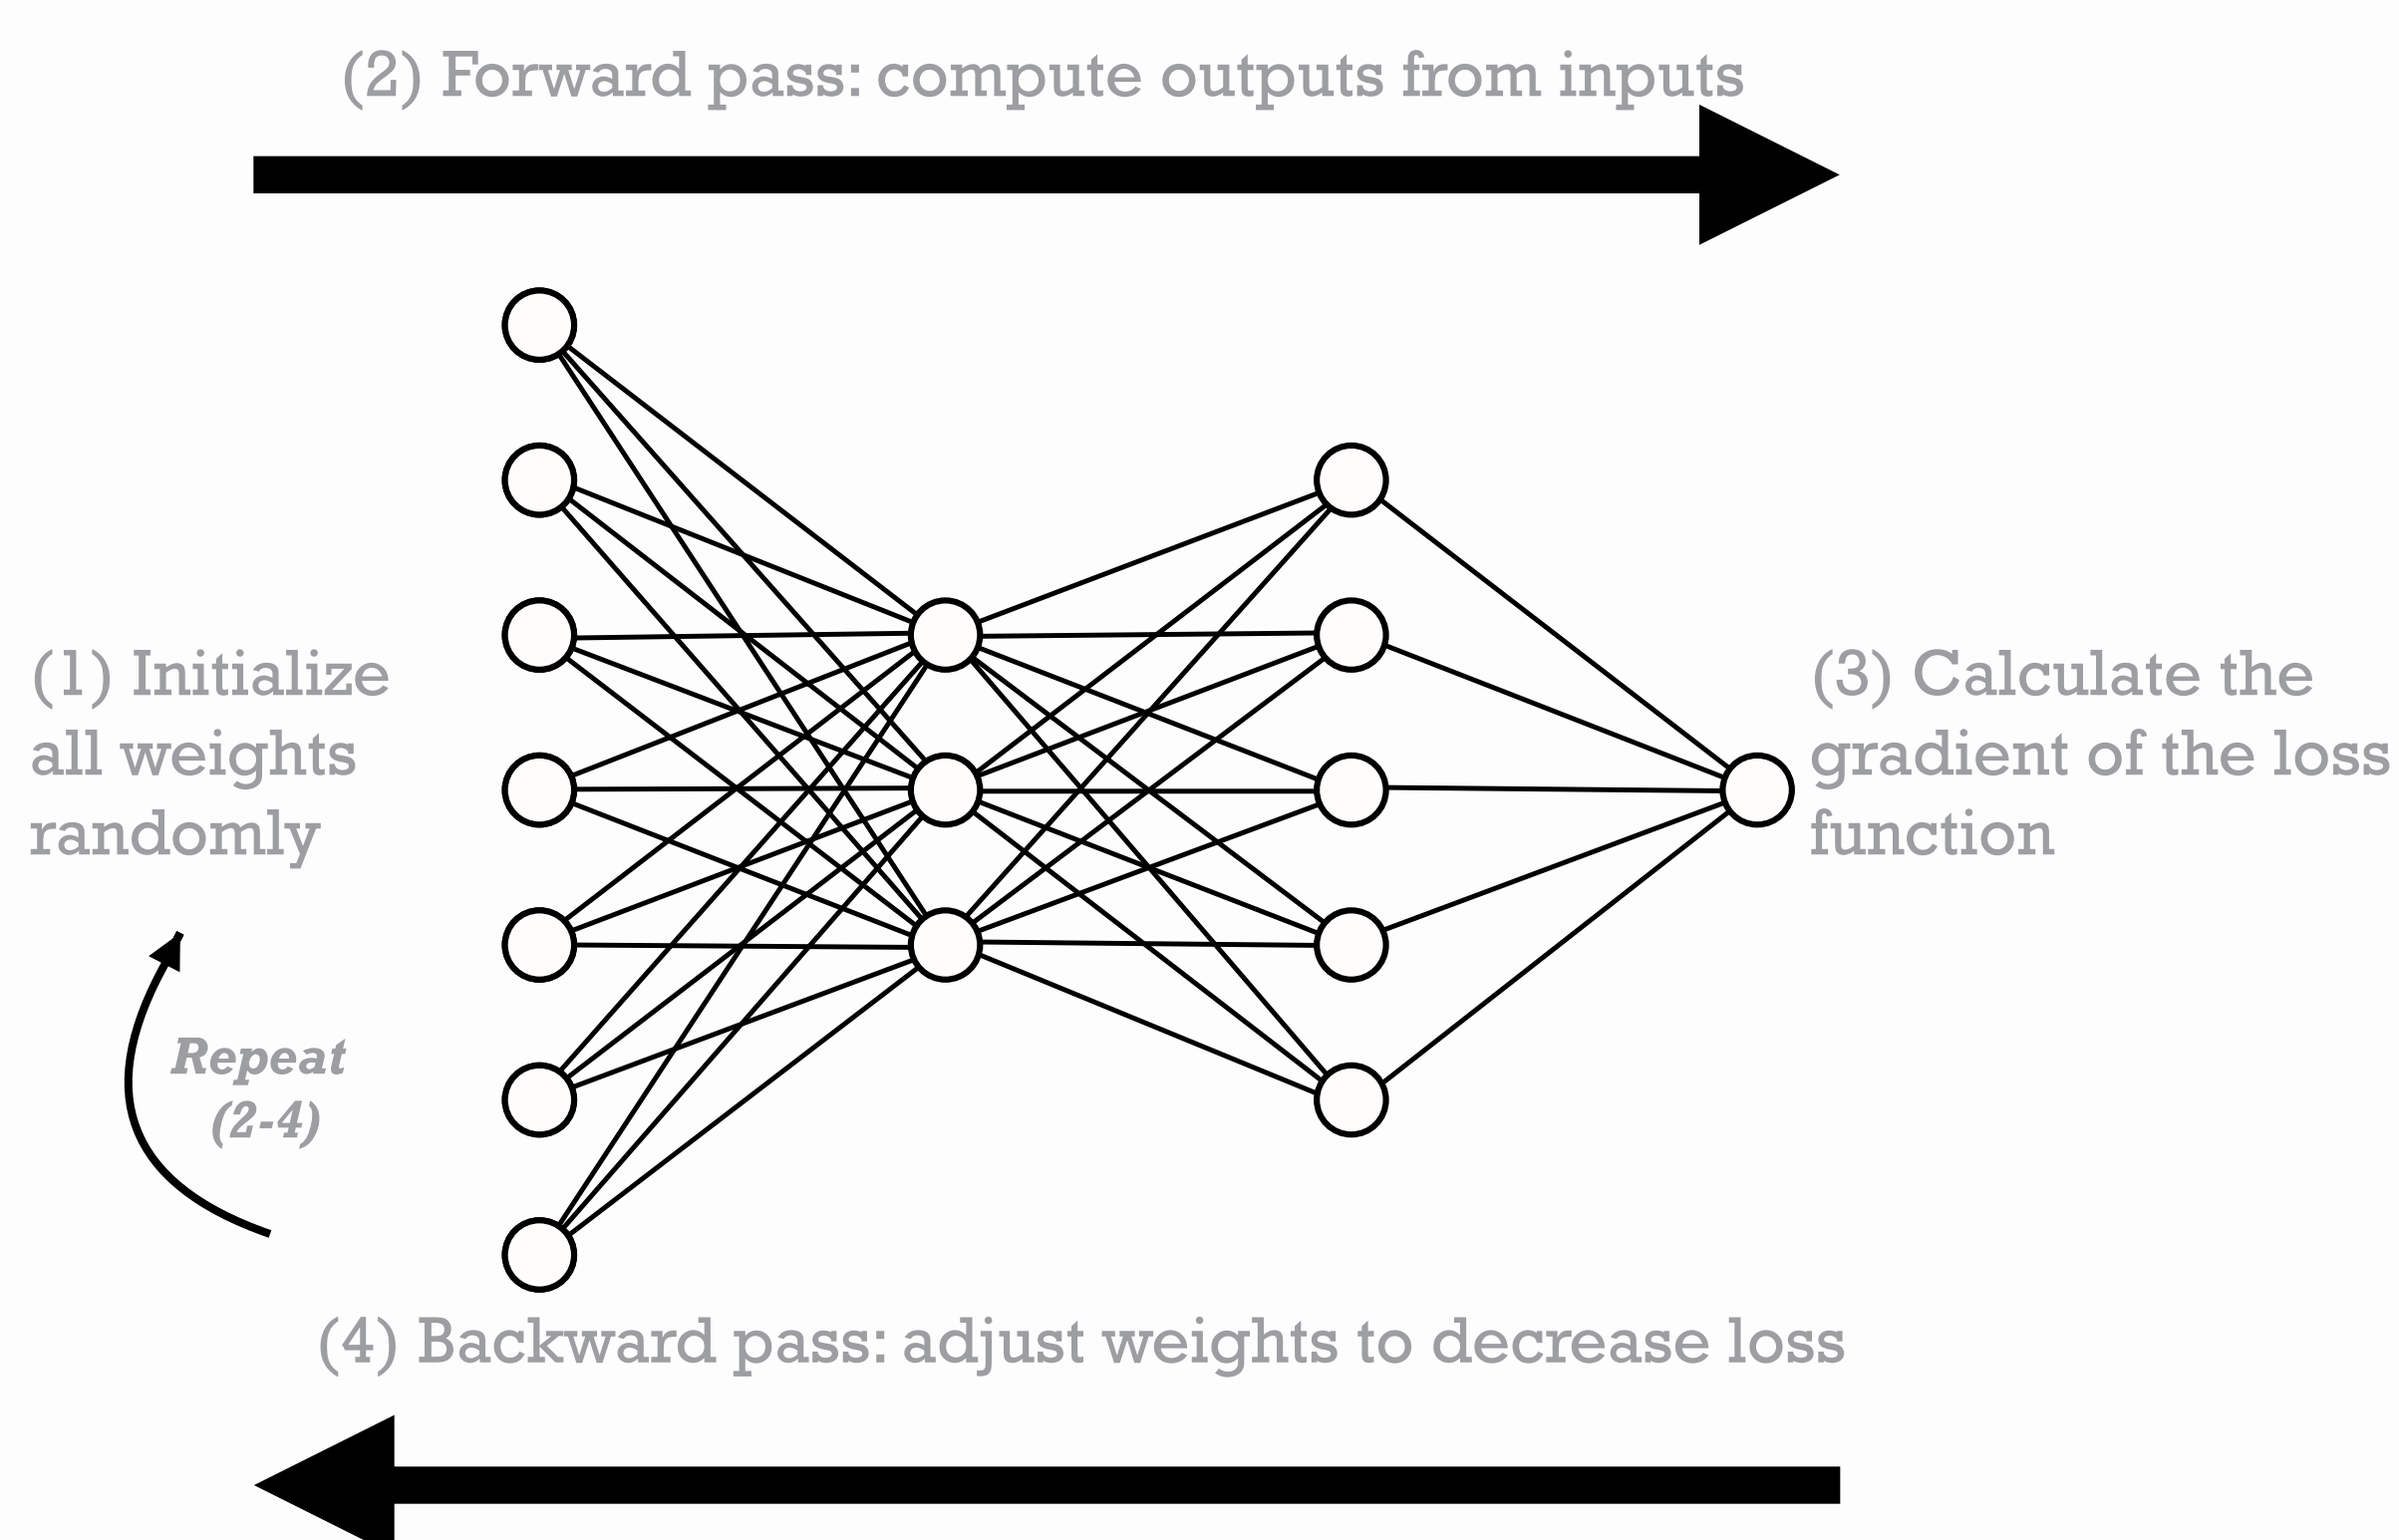 (2) Forward pass: compute outputs from inputs
(1) Initialize
all weights
randomly
(3) Calculate the
gradient of the loss
function
Repeat
(2-4)
(4) Backward pass: adjust weights to decrease loss